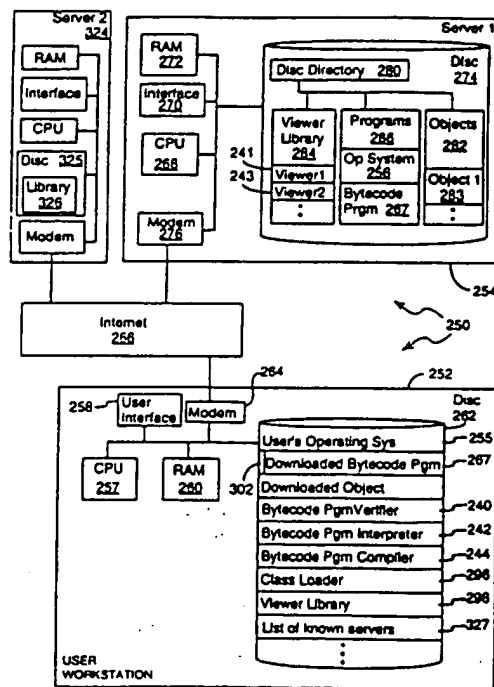 Server 2
324
RAM
Interface
CPU
Disc 325
Library
326
Modem
Server 1
RAM
272
Interface
270
CPU
268
Modem
276
Disc
274
Disc Directory 280
Viewer
Library
284
241
Viewer1
243
Viewer2
Programs
286
Op System
256
Bytecode
Prgm 267
Objects
282
Object 1
283
254
250
Internet
266
264
252
258
User
Interface
Modem
CPU
257
RAM
260
302
Disc
262
User's Operating Sys
255
Downloaded Bytecode Pgm
267
Downloaded Object
Bytecode PgmVerifier
240
Bytecode Pgm Interpreter
242
Bytecode Pgm Compiler
244
Class Loader
296
Viewer Library
298
List of known servers
327
USER
WORKSTATION